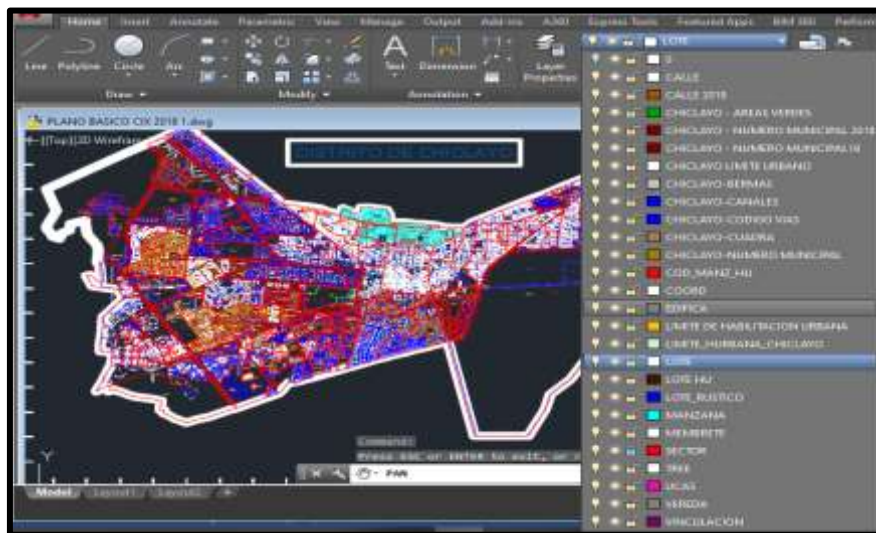 Home Insert Annotate Parametric View Manage Output Add-ins A360 Express Tools Featured Apps BIM 360 Perform
Line Polyline Circle Arc Text Dimension Layer Properties
Draw Modify Annotation
LOTE
PLANO BASICO CIX 2018 1.dwg
[Top][2D Wirefram
DISTRITO DE CHICLAYO
0
CALLE
CALLE 2018
CHICLAYO - AREAS VERDES
CHICLAYO - NUMERO MUNICIPAL 2018
CHICLAYO - NUMERO MUNICIPAL18
CHICLAYO LIMITE URBANO
CHICLAYO-BERMAS
CHICLAYO-CANALES
CHICLAYO-CODIGO VIAS
CHICLAYO-CUADRA
CHICLAYO-NUMERO MUNICIPAL
COD_MANZ_HU
COORD
EDIFICA
LIMITE DE HABILITACION URBANA
LOTE
LOTE HU
LOTE_RUSTICO
MANZANA
MEMBRETE
SECTOR
TREE
UCAS
VEREDA
VINCULACION
Command:
Press ESC or ENTER to exit, or r
PAN
Y
Model Layout1 Layout2 +